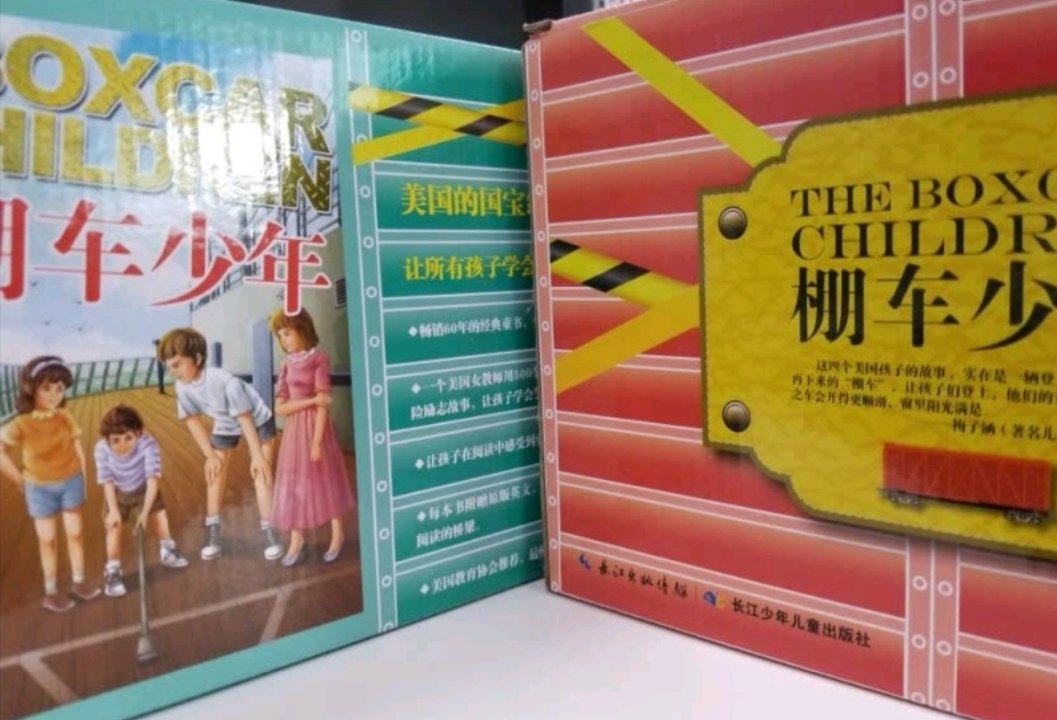 BOXCAR
CHILDREN
棚车少年
美国的国宝
让所有孩子学会
◆畅销60年的经典童书、
◆一个美国女教师用500个
险励志故事，让孩子学会
◆让孩子在阅读中感受到
◆每本书附赠原版英文，
阅读的桥梁。
◆美国教育协会推荐，最
THE BOXC
CHILDR
棚车少
这四个美国孩子的故事，实在是一辆登
再下来的“棚车”，让孩子们登上，他们的
之车会开得更顺滑，窗里阳光满是
——梅子涵（著名儿
长江出版传媒
长江少年儿童出版社